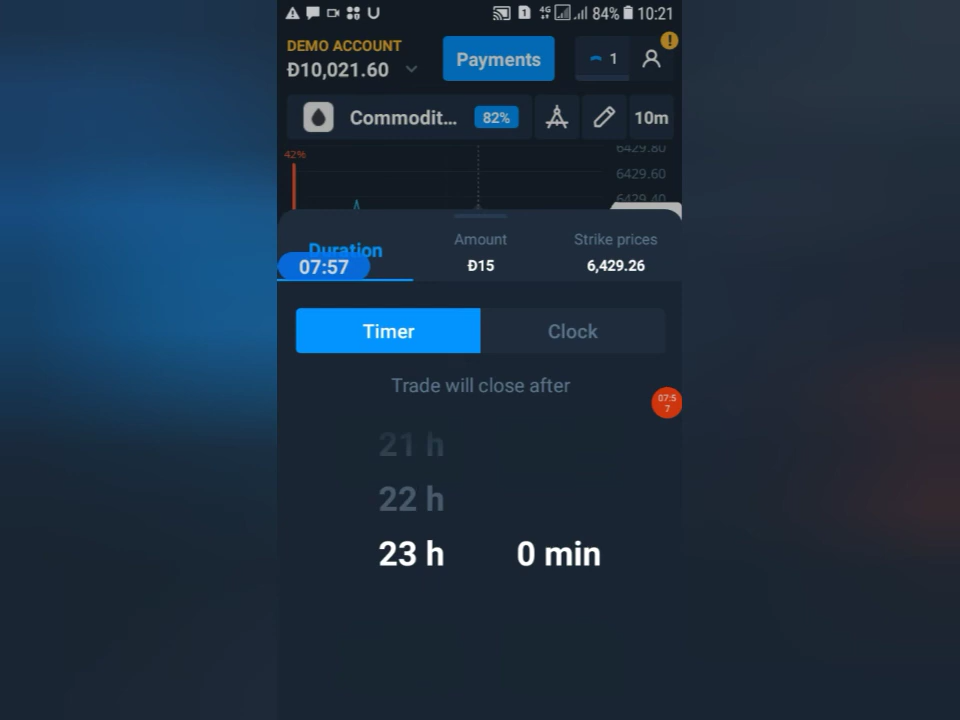 84% 10:21
DEMO ACCOUNT
Đ10,021.60
Payments
1
!
Commodit...
82%
10m
42%
6429.80
6429.60
6429.40
Duration
07:57
Amount
Đ15
Strike prices
6,429.26
Timer
Clock
Trade will close after
07:5
7
21 h
22 h
23 h 0 min